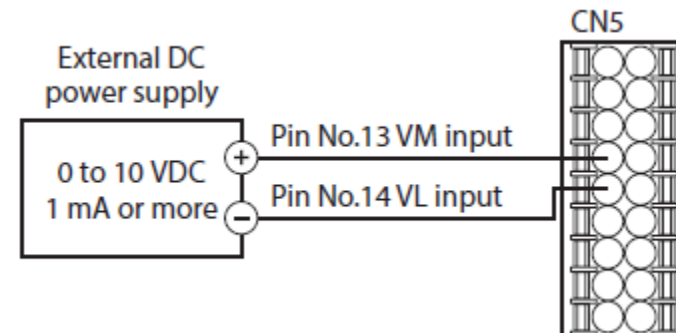 CN5
External DC
power supply
Pin No.13 VM input
0 to 10 VDC
Pin No.14 VL input
1 mA or more